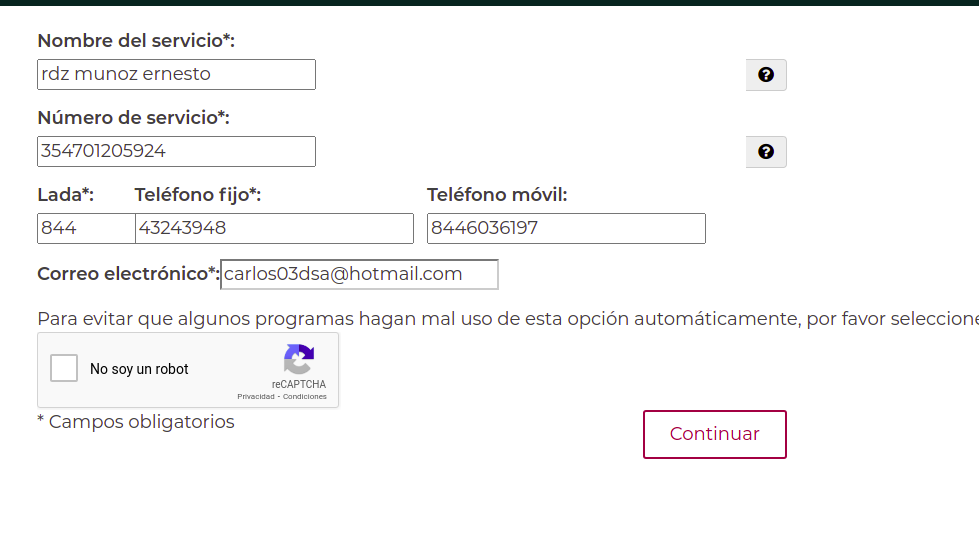 Nombre del servicio*:
rdz munoz ernesto
Número de servicio*:
354701205924
Lada*: Teléfono fijo*: Teléfono móvil:
844 43243948 8446036197
Correo electrónico*: carlos03dsa@hotmail.com
Para evitar que algunos programas hagan mal uso de esta opción automáticamente, por favor seleccione
No soy un robot
reCAPTCHA
Privacidad - Condiciones
* Campos obligatorios
Continuar